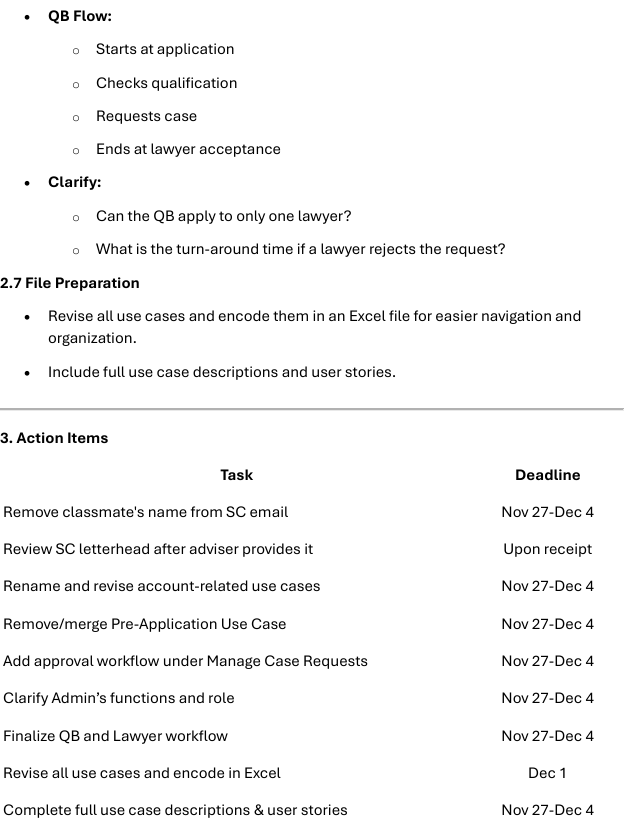 • QB Flow:
○ Starts at application
○ Checks qualification
○ Requests case
○ Ends at lawyer acceptance
• Clarify:
○ Can the QB apply to only one lawyer?
○ What is the turn-around time if a lawyer rejects the request?
2.7 File Preparation
• Revise all use cases and encode them in an Excel file for easier navigation and
organization.
• Include full use case descriptions and user stories.
3. Action Items
Task Deadline
Remove classmate's name from SC email Nov 27-Dec 4
Review SC letterhead after adviser provides it Upon receipt
Rename and revise account-related use cases Nov 27-Dec 4
Remove/merge Pre-Application Use Case Nov 27-Dec 4
Add approval workflow under Manage Case Requests Nov 27-Dec 4
Clarify Admin’s functions and role Nov 27-Dec 4
Finalize QB and Lawyer workflow Nov 27-Dec 4
Revise all use cases and encode in Excel Dec 1
Complete full use case descriptions & user stories Nov 27-Dec 4